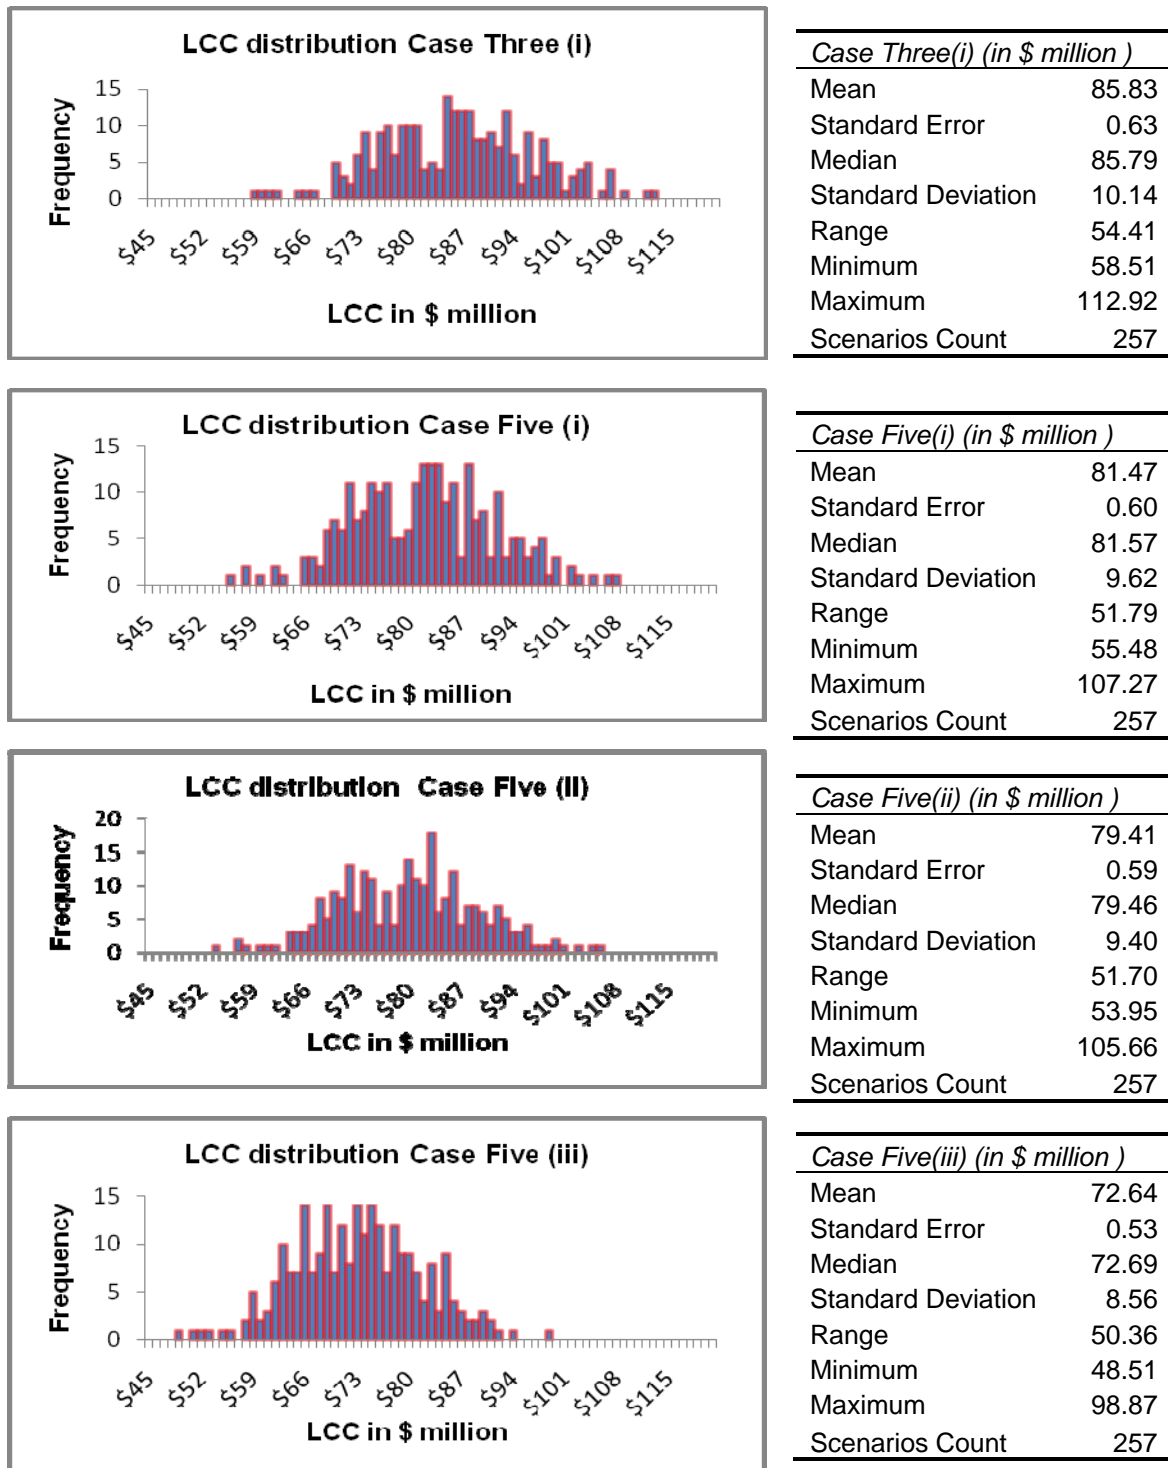 LCC distribution Case Three (i)
15
10
5
0
Frequency
$45 $52 $59 $66 $73 $80 $87 $94 $101 $108 $115
LCC in $ million
Case Three(i) (in $ million )
Mean 85.83
Standard Error 0.63
Median 85.79
Standard Deviation 10.14
Range 54.41
Minimum 58.51
Maximum 112.92
Scenarios Count 257
LCC distribution Case Five (i)
15
10
5
0
Frequency
$45 $52 $59 $66 $73 $80 $87 $94 $101 $108 $115
LCC in $ million
Case Five(i) (in $ million )
Mean 81.47
Standard Error 0.60
Median 81.57
Standard Deviation 9.62
Range 51.79
Minimum 55.48
Maximum 107.27
Scenarios Count 257
LCC distribution Case Five (ii)
20
15
10
5
0
Frequency
$45 $52 $59 $66 $73 $80 $87 $94 $101 $108 $115
LCC in $ million
Case Five(ii) (in $ million )
Mean 79.41
Standard Error 0.59
Median 79.46
Standard Deviation 9.40
Range 51.70
Minimum 53.95
Maximum 105.66
Scenarios Count 257
LCC distribution Case Five (iii)
15
10
5
0
Frequency
$45 $52 $59 $66 $73 $80 $87 $94 $101 $108 $115
LCC in $ million
Case Five(iii) (in $ million )
Mean 72.64
Standard Error 0.53
Median 72.69
Standard Deviation 8.56
Range 50.36
Minimum 48.51
Maximum 98.87
Scenarios Count 257